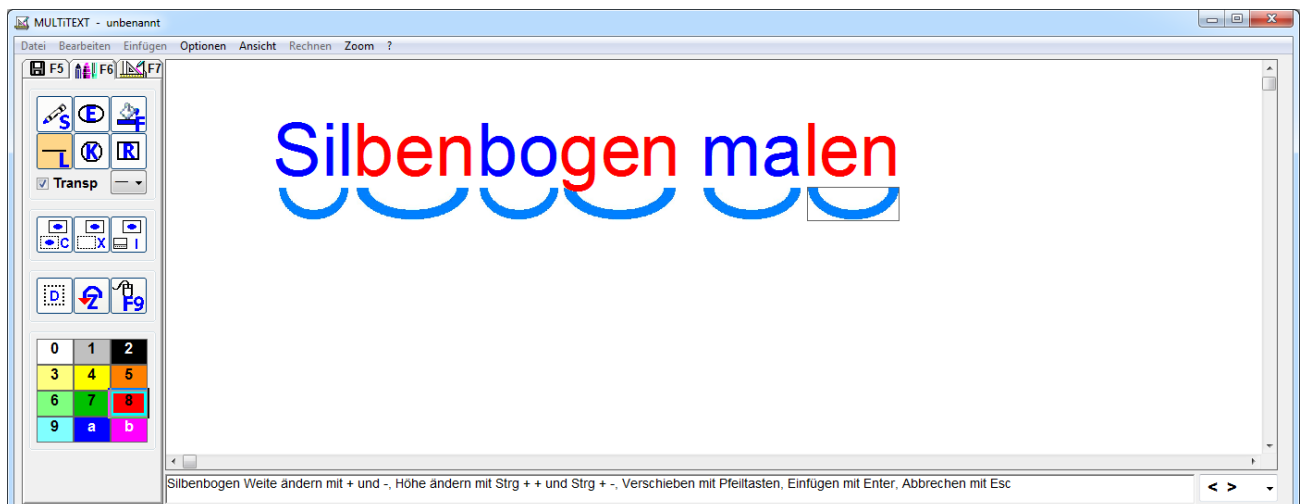 MULTiTEXT - unbenannt
Datei Bearbeiten Einfügen Optionen Ansicht Rechnen Zoom ?
F5 F6 F7
S E F
L K R
Transp
C X I
D Z F9
0 1 2
3 4 5
6 7 8
9 a b
Silbenbogen malen
Silbenbogen Weite ändern mit + und -, Höhe ändern mit Strg + + und Strg + -, Verschieben mit Pfeiltasten, Einfügen mit Enter, Abbrechen mit Esc
< >